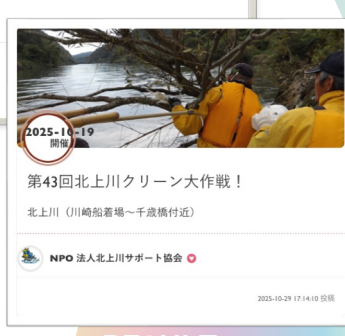 2025-10-19
開催
第43回北上川クリーン大作戦！
北上川（川崎船着場～千歳橋付近）
NPO 法人北上川サポート協会
2025-10-29 17:14:10 投稿